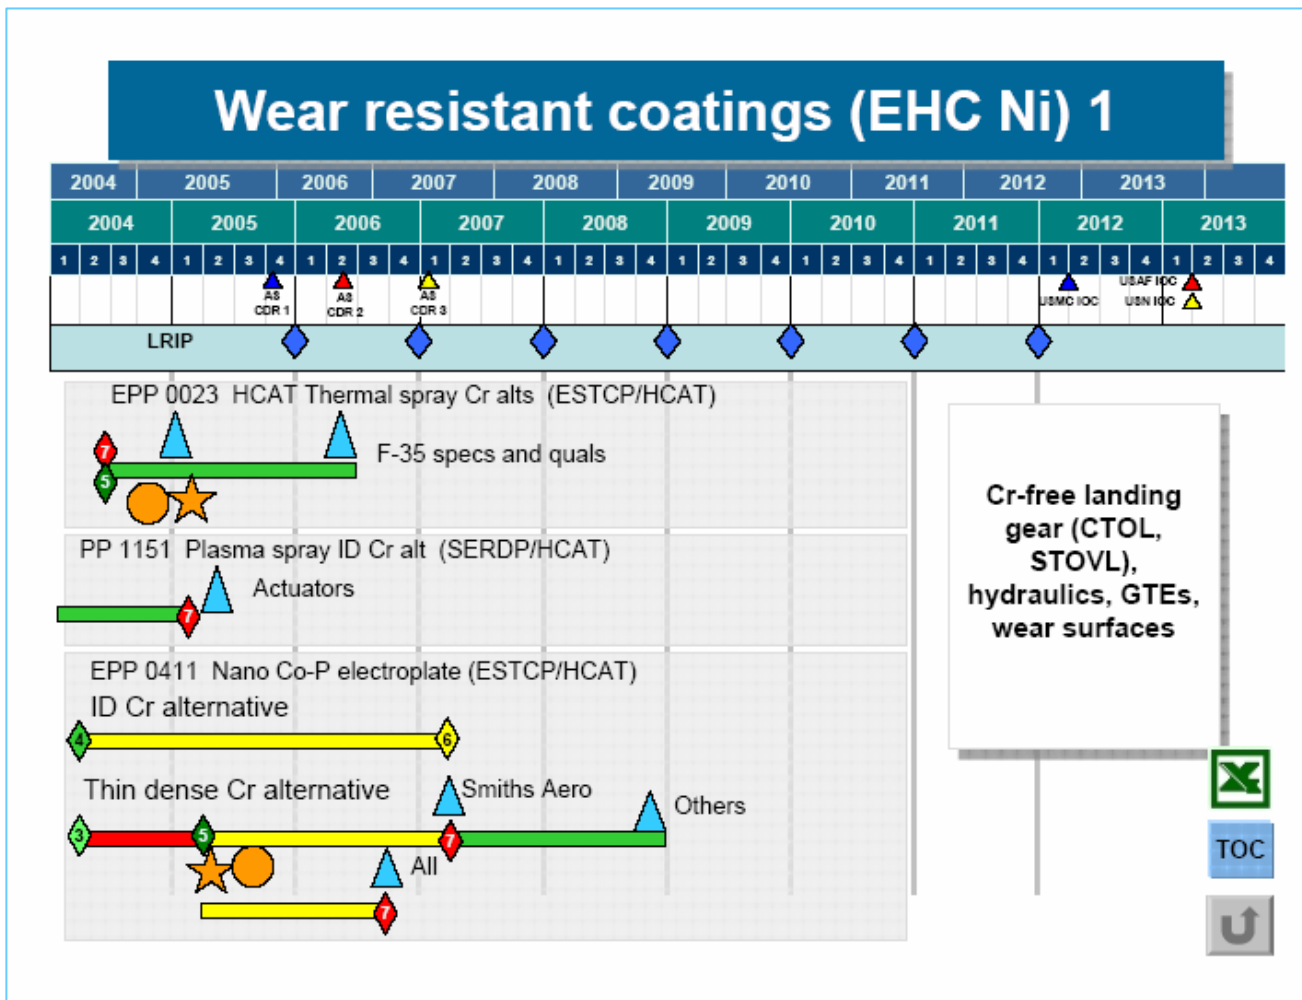 Wear resistant coatings (EHC Ni) 1
2004 2005 2006 2007 2008 2009 2010 2011 2012 2013
2004 2005 2006 2007 2008 2009 2010 2011 2012 2013
1 2 3 4 1 2 3 4 1 2 3 4 1 2 3 4 1 2 3 4 1 2 3 4 1 2 3 4 1 2 3 4 1 2 3 4 1 2 3 4
AS CDR 1
AS CDR 2
AS CDR 3
USMC IOC
USAF IOC
USN IOC
LRIP
EPP 0023 HCAT Thermal spray Cr alts (ESTCP/HCAT)
7
F-35 specs and quals
5
PP 1151 Plasma spray ID Cr alt (SERDP/HCAT)
Actuators
7
EPP 0411 Nano Co-P electroplate (ESTCP/HCAT)
ID Cr alternative
4 6
Thin dense Cr alternative
Smiths Aero
Others
3 5 7
All
7
Cr-free landing
gear (CTOL,
STOVL),
hydraulics, GTEs,
wear surfaces
X
TOC